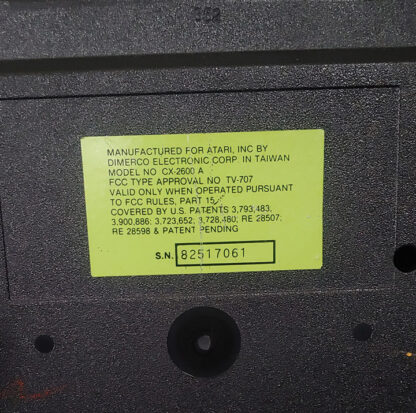 352
MANUFACTURED FOR ATARI, INC BY
DIMERCO ELECTRONIC CORP. IN TAIWAN
MODEL NO CX-2600 A
FCC TYPE APPROVAL NO TV-707
VALID ONLY WHEN OPERATED PURSUANT
TO FCC RULES, PART 15
COVERED BY U.S. PATENTS 3,793,483,
3,900,886; 3,723,652; 3,728,480; RE 28507;
RE 28598 & PATENT PENDING
S.N. 82517061